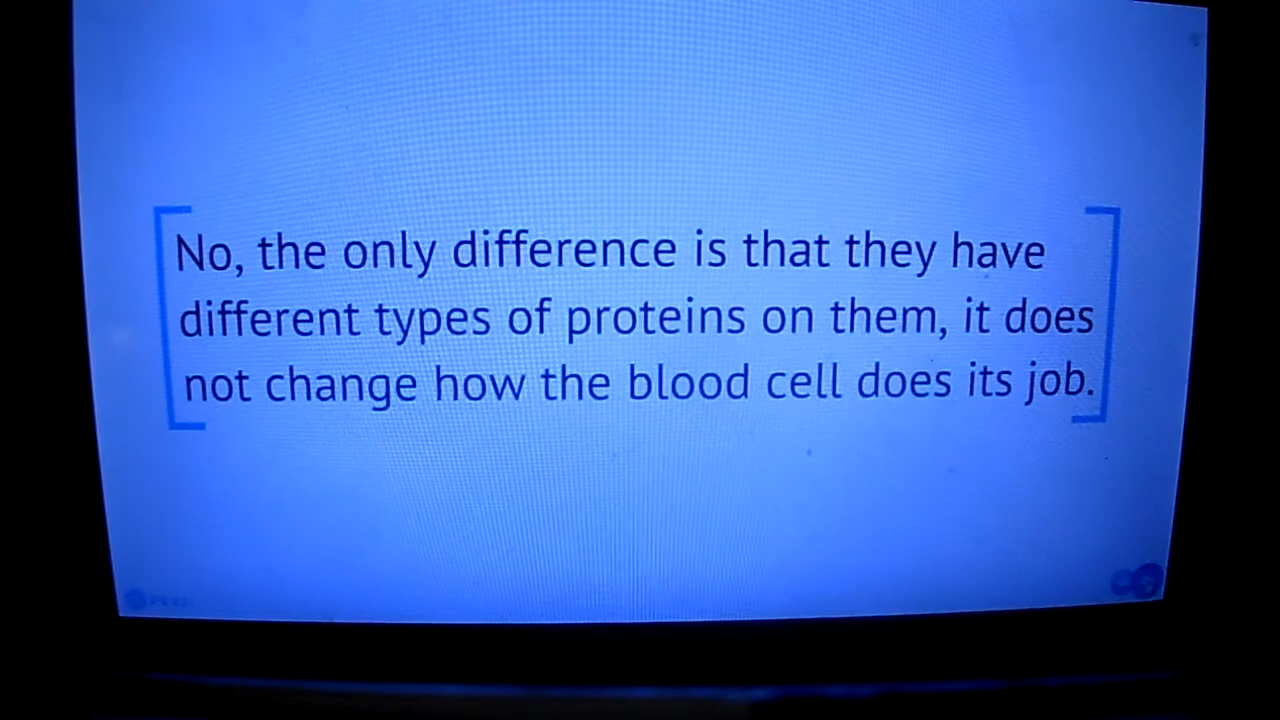 No, the only difference is that they have
different types of proteins on them, it does
not change how the blood cell does its job.